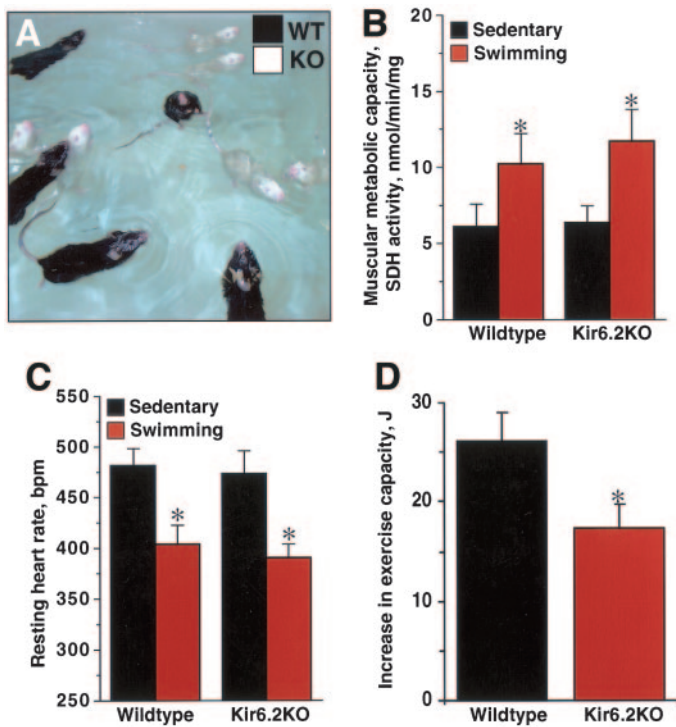 A
WT
KO
B
Muscular metabolic capacity,
SDH activity, nmol/min/mg
20
15
10
5
0
Sedentary
Swimming
*
*
Wildtype
Kir6.2KO
C
Resting heart rate, bpm
550
500
475
450
400
375
350
300
250
Sedentary
Swimming
*
*
Wildtype
Kir6.2KO
D
Increase in exercise capacity, J
30
20
10
0
*
Wildtype
Kir6.2KO